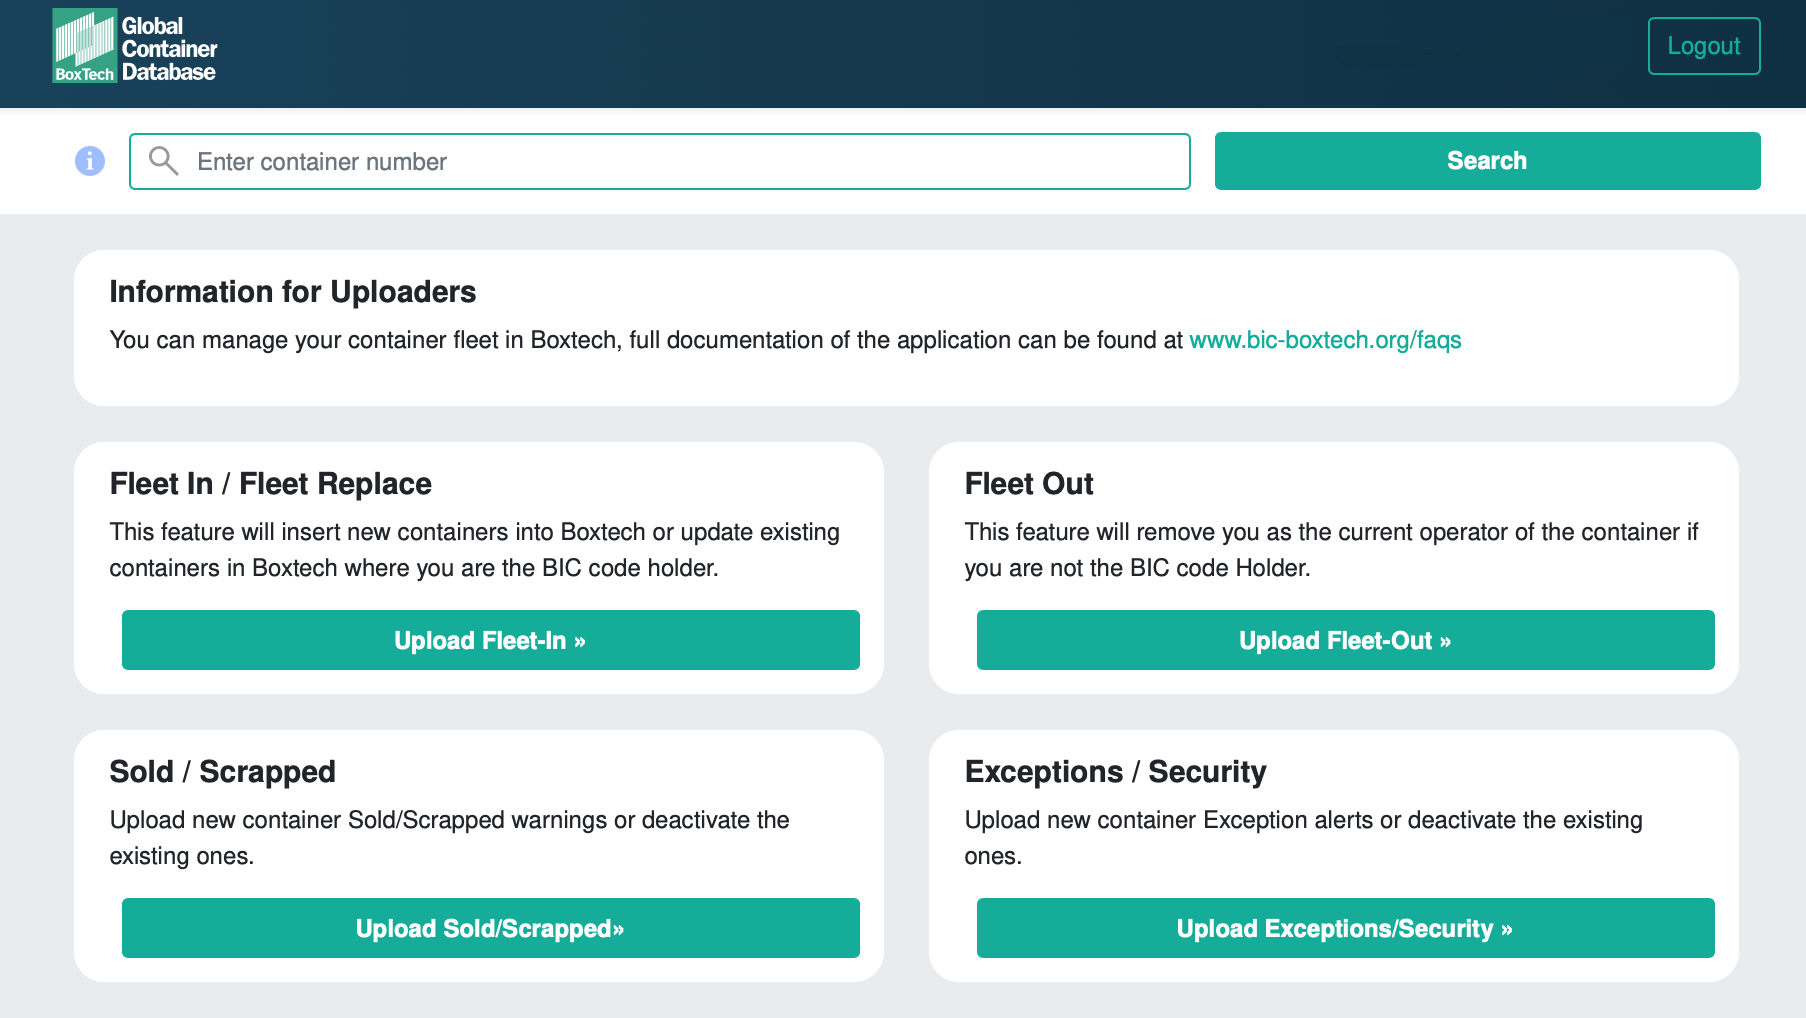 Global
Container
Database
BoxTech
Logout
i
Enter container number
Search
Information for Uploaders
You can manage your container fleet in Boxtech, full documentation of the application can be found at www.bic-boxtech.org/faqs
Fleet In / Fleet Replace
This feature will insert new containers into Boxtech or update existing
containers in Boxtech where you are the BIC code holder.
Upload Fleet-In »
Fleet Out
This feature will remove you as the current operator of the container if
you are not the BIC code Holder.
Upload Fleet-Out »
Sold / Scrapped
Upload new container Sold/Scrapped warnings or deactivate the
existing ones.
Upload Sold/Scrapped»
Exceptions / Security
Upload new container Exception alerts or deactivate the existing
ones.
Upload Exceptions/Security »